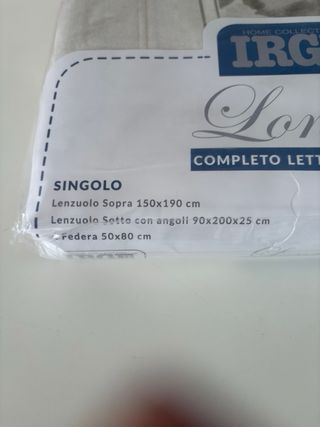 HOME COLLECT
IRG
Lon
COMPLETO LETT
SINGOLO
Lenzuolo Sopra 150x190 cm
Lenzuolo Sotto con angoli 90x200x25 cm
Federa 50x80 cm
IRGE